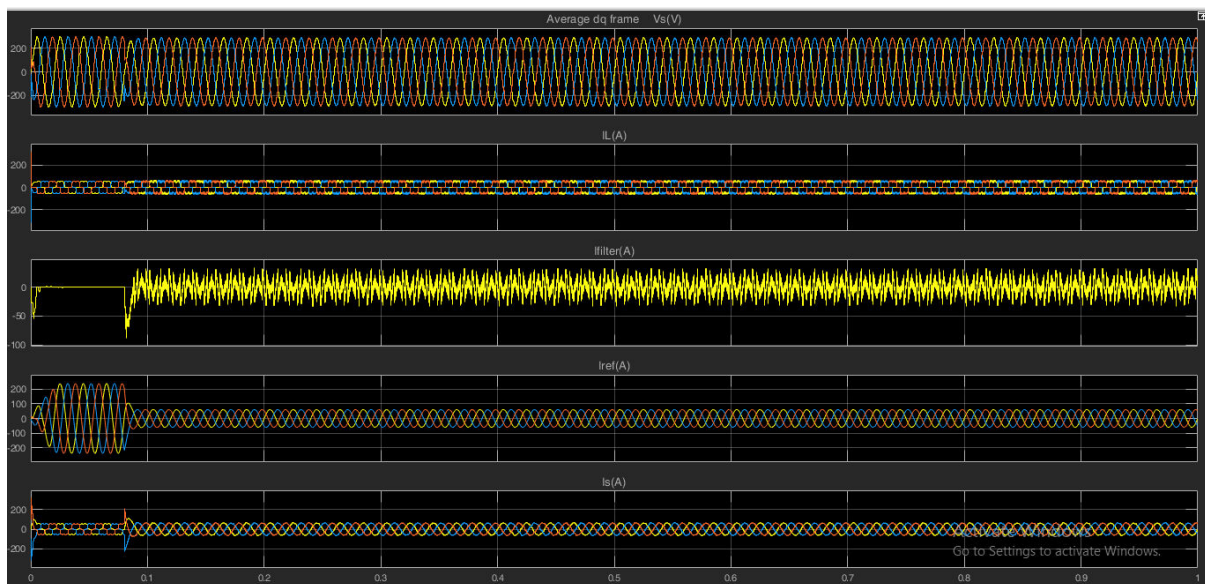 Average dq frame Vs(V)
200
0
-200
IL(A)
200
0
-200
Ifilter(A)
0
-50
-100
Iref(A)
200
100
0
-100
-200
Is(A)
200
0
-200
Activate Windows
Go to Settings to activate Windows.
0 0.1 0.2 0.3 0.4 0.5 0.6 0.7 0.8 0.9 1